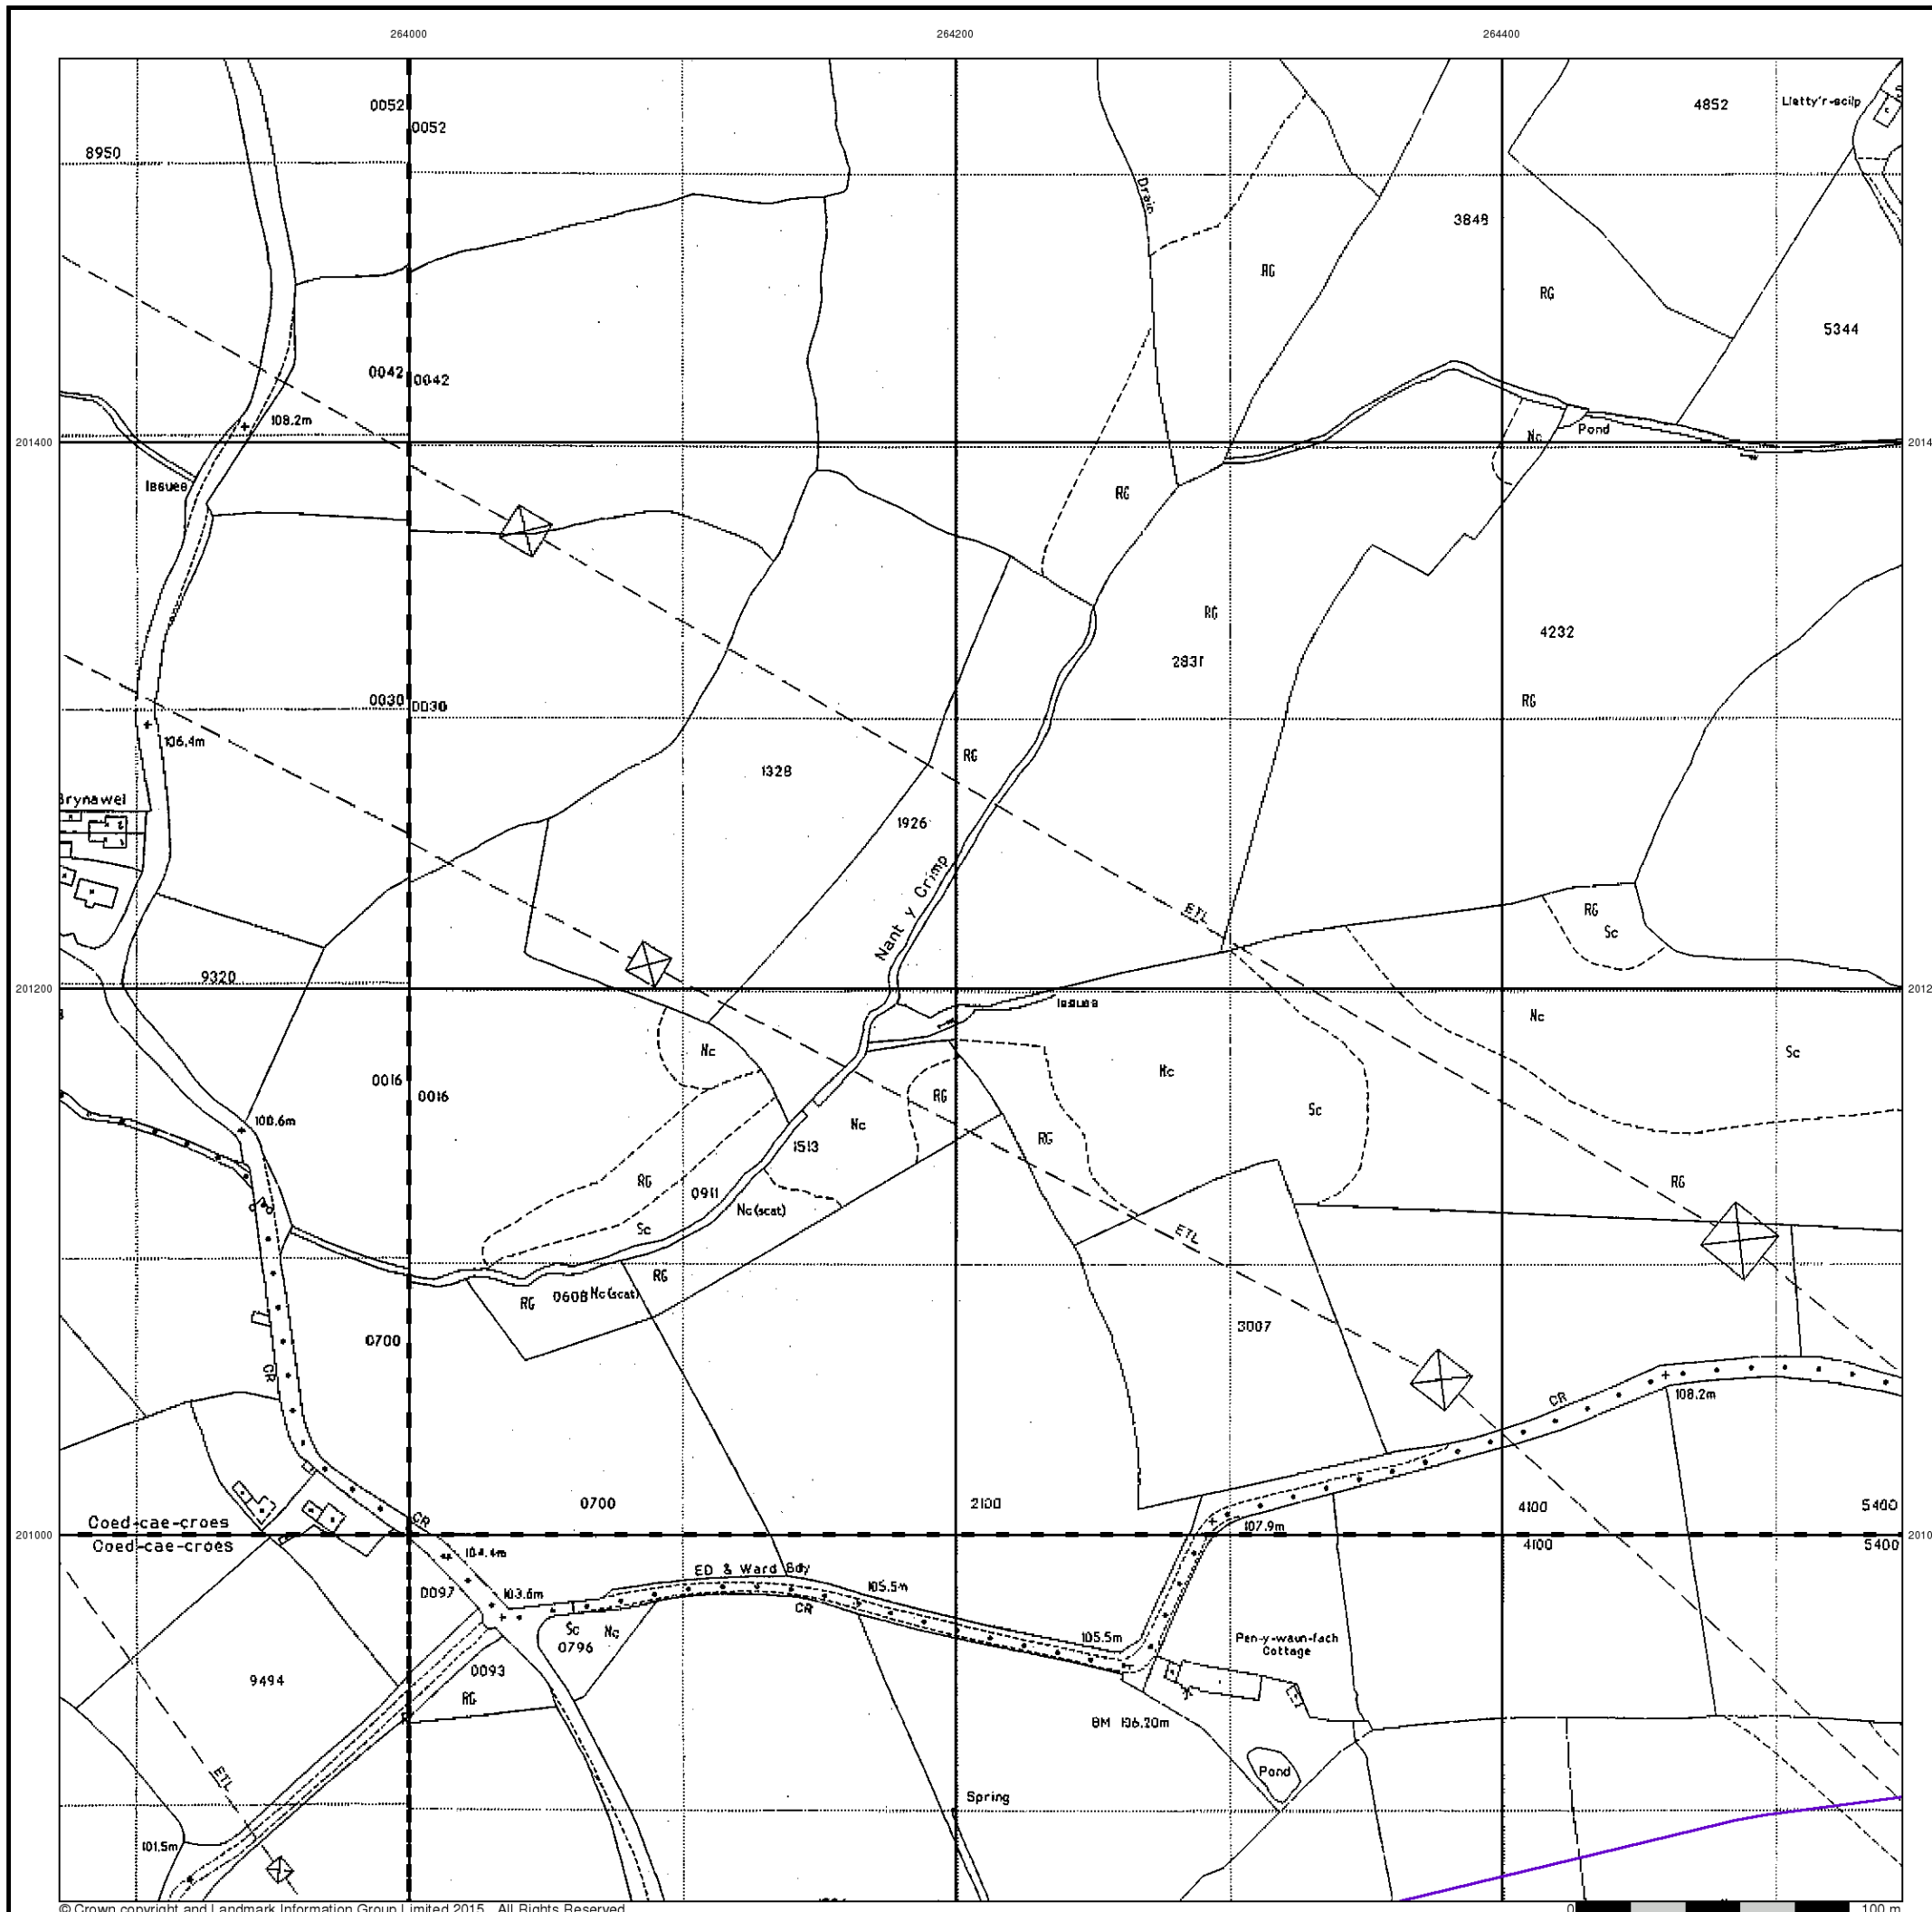 264000 264200 264400
0052
0052
4852
8950
Drain
3848
RG
RG
5344
0042
0042
108.2m
201400
Nc
Pond
Issues
RG
RG
4232
2831
0030
0030
RG
106.4m
RG
1328
Brynawel
1926
Nant y Crimp
ETL
RG
Sc
9320
201200
Issues
Nc
Nc
Sc
Nc
0016
0016
RG
Sc
Nc
100.6m
RG
1513
RG
RG
0911
Nc (scat)
Sc
ETL
RG
RG
0608
Nc (scat)
0700
3007
GR
CR
108.2m
0700
2100
4100
5400
Coed-cae-croes
CR
107.9m
201000
Coed-cae-croes
4100
5400
ED & Ward Bdy
0097
103.6m
105.5m
CR
Sc
Nc
0796
105.5m
Pen-y-waun-fach
Cottage
9494
0093
RG
BM 106.20m
ETL
Pond
Spring
101.5m
© Crown copyright and Landmark Information Group Limited 2015. All Rights Reserved.
0 100 m